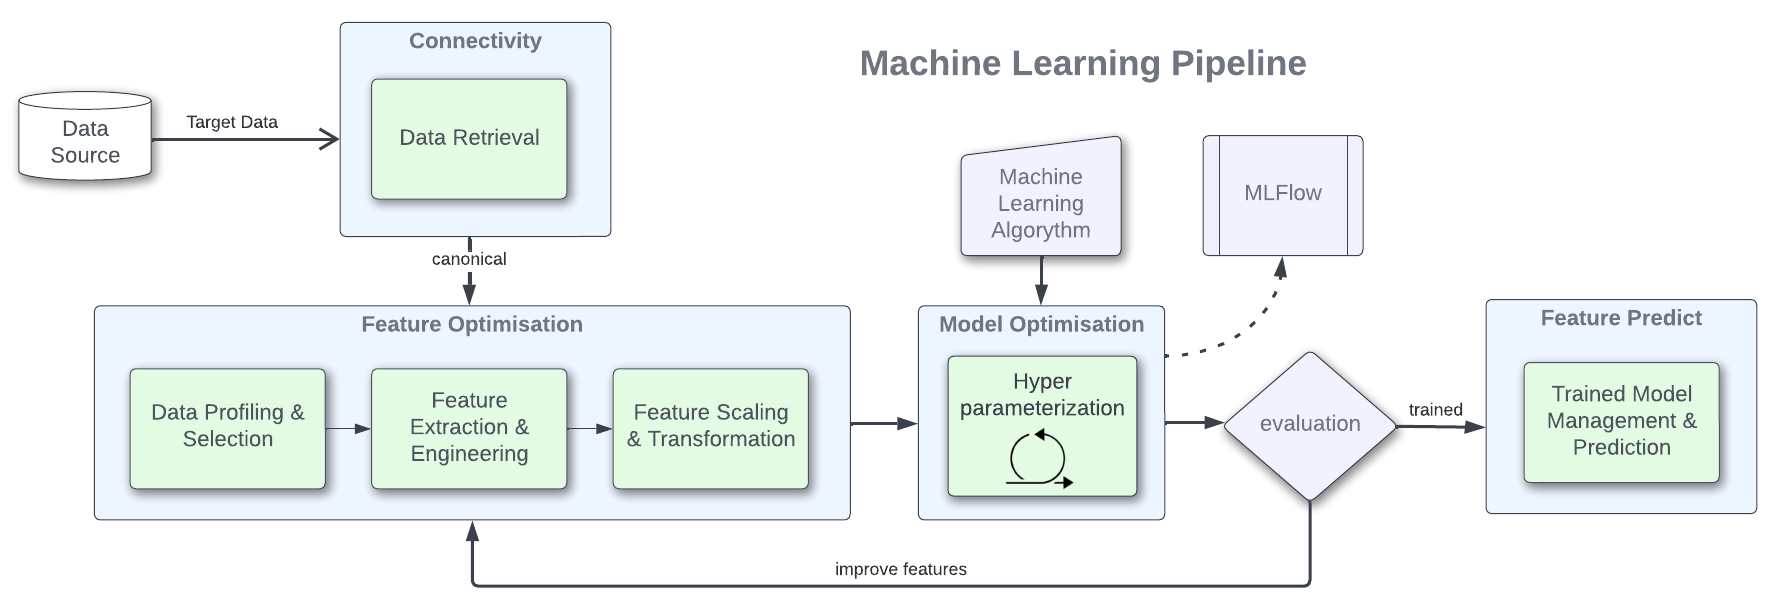 Connectivity
Machine Learning Pipeline
Data
Source
Target Data
Data Retrieval
canonical
Machine
Learning
Algorythm
MLFlow
Feature Optimisation
Data Profiling &
Selection
Feature
Extraction &
Engineering
Feature Scaling
& Transformation
Model Optimisation
Hyper
parameterization
evaluation
trained
Feature Predict
Trained Model
Management &
Prediction
improve features